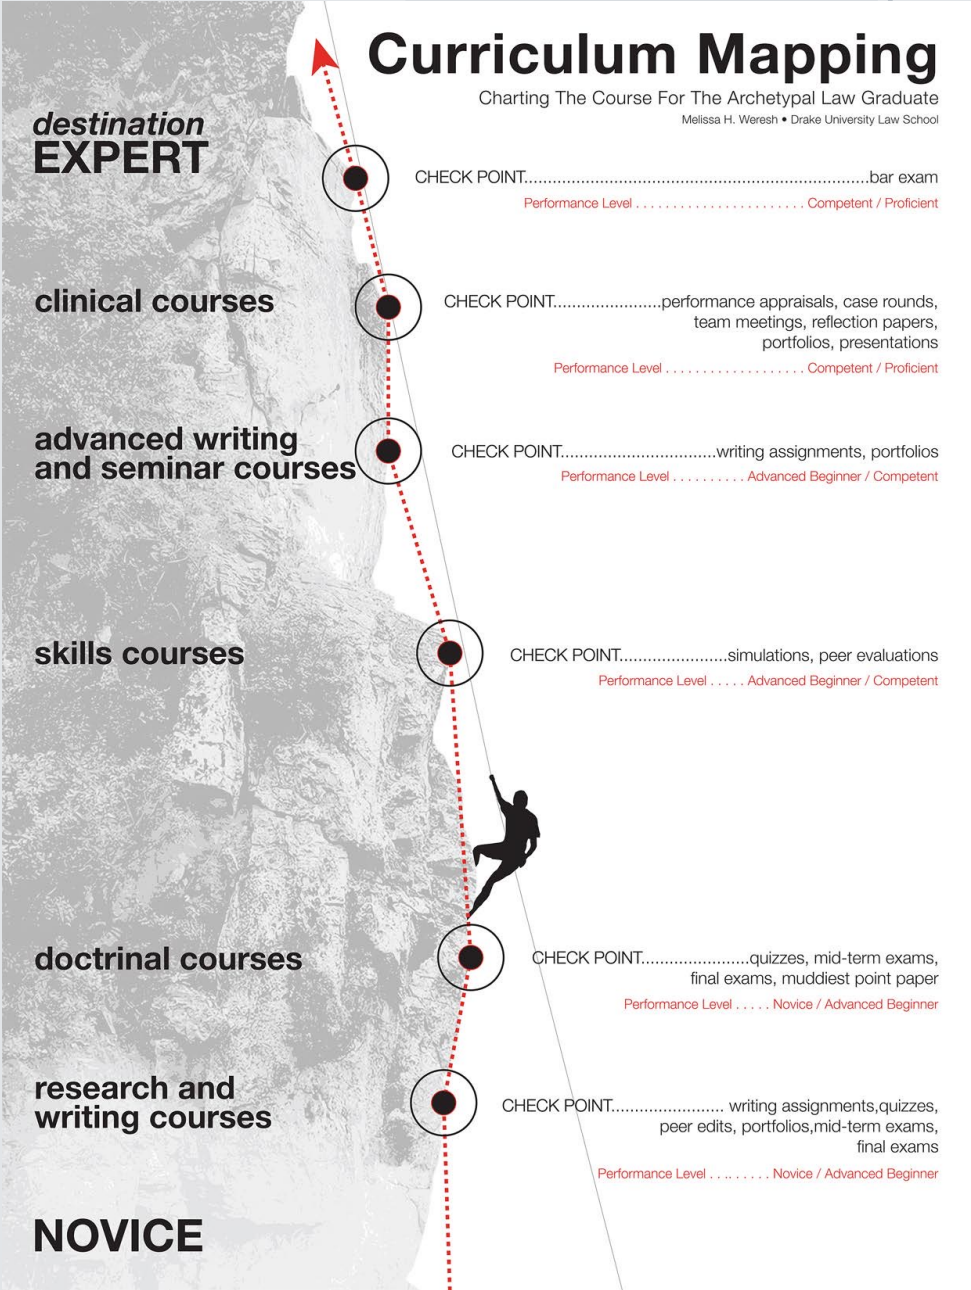 Curriculum Mapping
Charting The Course For The Archetypal Law Graduate
Melissa H. Weresh • Drake University Law School
destination
EXPERT
CHECK POINT.........................................................................bar exam
Performance Level . . . . . . . . . . . . . . . . . . . . . . . Competent / Proficient
clinical courses
CHECK POINT.......................performance appraisals, case rounds,
team meetings, reflection papers,
portfolios, presentations
Performance Level . . . . . . . . . . . . . . . . . . . Competent / Proficient
advanced writing
and seminar courses
CHECK POINT.................................writing assignments, portfolios
Performance Level . . . . . . . . . . Advanced Beginner / Competent
skills courses
CHECK POINT.......................simulations, peer evaluations
Performance Level . . . . . Advanced Beginner / Competent
doctrinal courses
CHECK POINT.......................quizzes, mid-term exams,
final exams, muddiest point paper
Performance Level . . . . . Novice / Advanced Beginner
research and
writing courses
CHECK POINT........................ writing assignments,quizzes,
peer edits, portfolios,mid-term exams,
final exams
Performance Level . . .. . . . . . Novice / Advanced Beginner
NOVICE